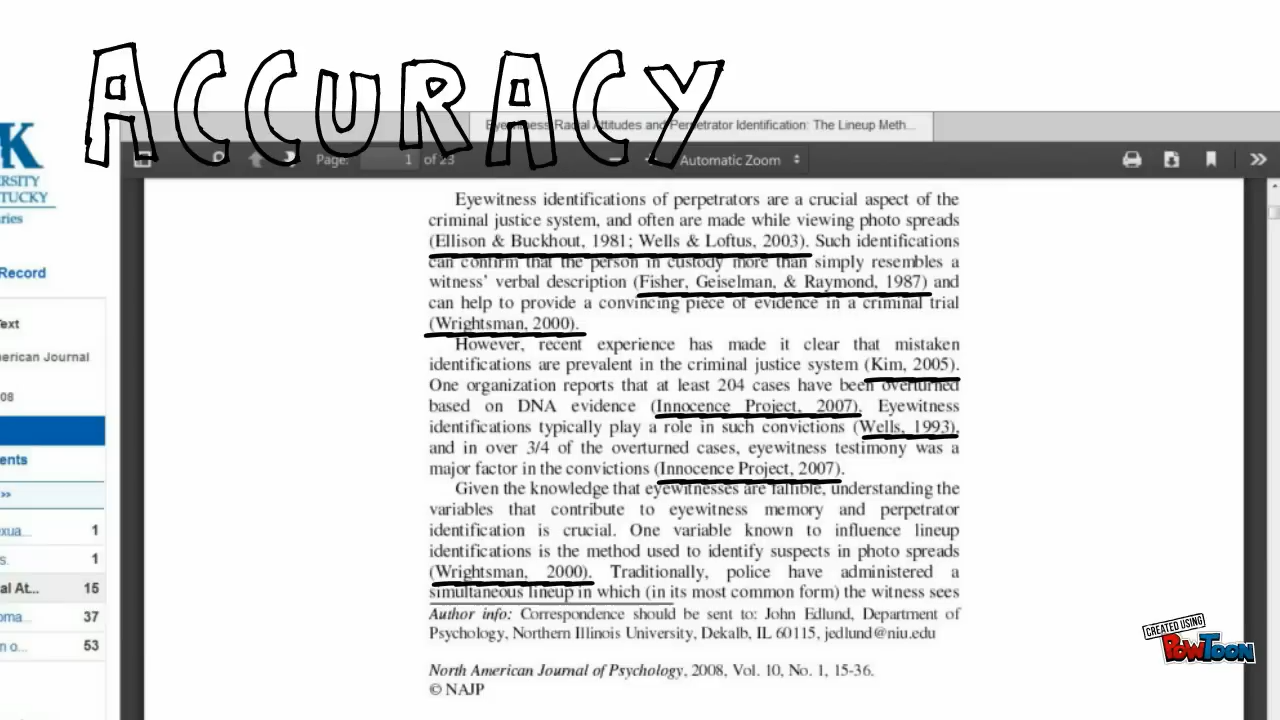 ACCURACY
Eyewitness Racial Attitudes and Perpetrator Identification: The Lineup Meth...
Page: 1 of 23
Automatic Zoom
K
ERSITY
TUCKY
ries
Record
Text
erican Journal
08
ents
>>
xua... 1
s. 1
al At... 15
oma... 37
n o... 53
Eyewitness identifications of perpetrators are a crucial aspect of the
criminal justice system, and often are made while viewing photo spreads
(Ellison & Buckhout, 1981; Wells & Loftus, 2003). Such identifications
can confirm that the person in custody more than simply resembles a
witness’ verbal description (Fisher, Geiselman, & Raymond, 1987) and
can help to provide a convincing piece of evidence in a criminal trial
(Wrightsman, 2000).
However, recent experience has made it clear that mistaken
identifications are prevalent in the criminal justice system (Kim, 2005).
One organization reports that at least 204 cases have been overturned
based on DNA evidence (Innocence Project, 2007). Eyewitness
identifications typically play a role in such convictions (Wells, 1993),
and in over 3/4 of the overturned cases, eyewitness testimony was a
major factor in the convictions (Innocence Project, 2007).
Given the knowledge that eyewitnesses are fallible, understanding the
variables that contribute to eyewitness memory and perpetrator
identification is crucial. One variable known to influence lineup
identifications is the method used to identify suspects in photo spreads
(Wrightsman, 2000). Traditionally, police have administered a
simultaneous lineup in which (in its most common form) the witness sees
Author info: Correspondence should be sent to: John Edlund, Department of
Psychology, Northern Illinois University, Dekalb, IL 60115, jedlund@niu.edu
North American Journal of Psychology, 2008, Vol. 10, No. 1, 15-36.
© NAJP
CREATED USING
POWTOON